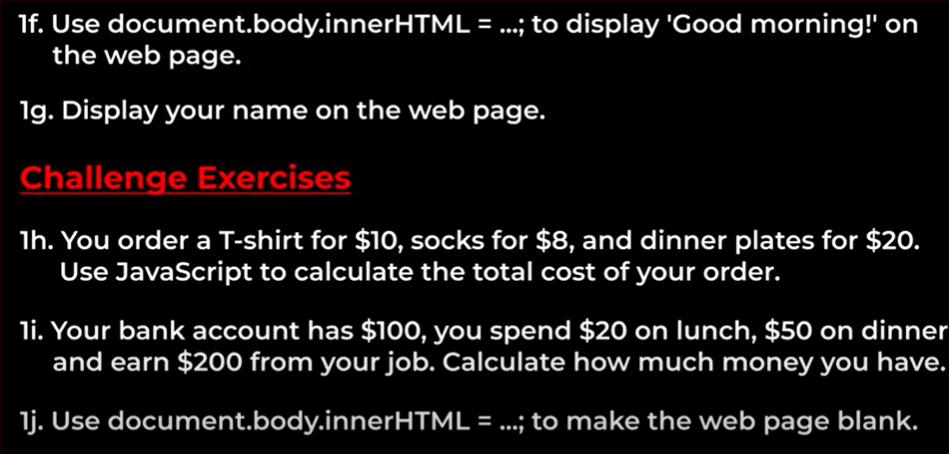 1f. Use document.body.innerHTML = ...; to display 'Good morning!' on
the web page.
1g. Display your name on the web page.
Challenge Exercises
1h. You order a T-shirt for $10, socks for $8, and dinner plates for $20.
Use JavaScript to calculate the total cost of your order.
1i. Your bank account has $100, you spend $20 on lunch, $50 on dinner
and earn $200 from your job. Calculate how much money you have.
1j. Use document.body.innerHTML = ...; to make the web page blank.